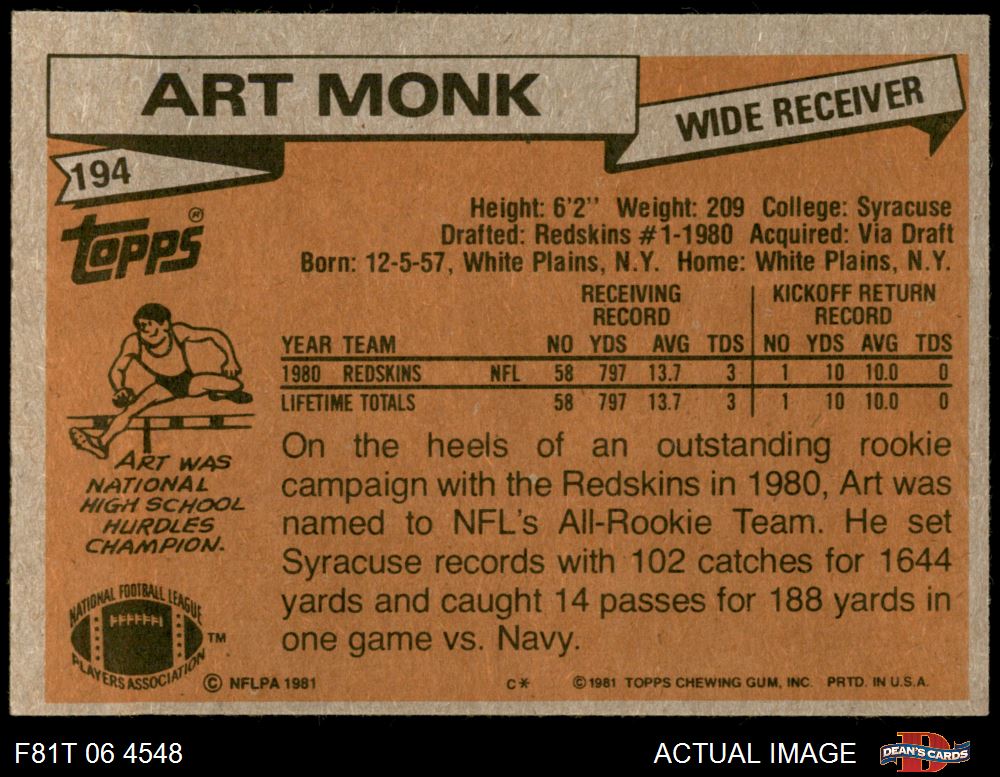 ART MONK
WIDE RECEIVER
194
Topps®
Height: 6'2'' Weight: 209 College: Syracuse
Drafted: Redskins #1-1980 Acquired: Via Draft
Born: 12-5-57, White Plains, N.Y. Home: White Plains, N.Y.
RECEIVING RECORD KICKOFF RETURN RECORD
YEAR TEAM NO YDS AVG TDS NO YDS AVG TDS
1980 REDSKINS NFL 58 797 13.7 3 1 10 10.0 0
LIFETIME TOTALS 58 797 13.7 3 1 10 10.0 0
ART WAS
NATIONAL
HIGH SCHOOL
HURDLES
CHAMPION.
On the heels of an outstanding rookie
campaign with the Redskins in 1980, Art was
named to NFL's All-Rookie Team. He set
Syracuse records with 102 catches for 1644
yards and caught 14 passes for 188 yards in
one game vs. Navy.
NATIONAL FOOTBALL LEAGUE
PLAYERS ASSOCIATION
TM
© NFLPA 1981 C* ©1981 TOPPS CHEWING GUM, INC. PRTD. IN U.S.A.
F81T 06 4548 ACTUAL IMAGE DEAN'S CARDS